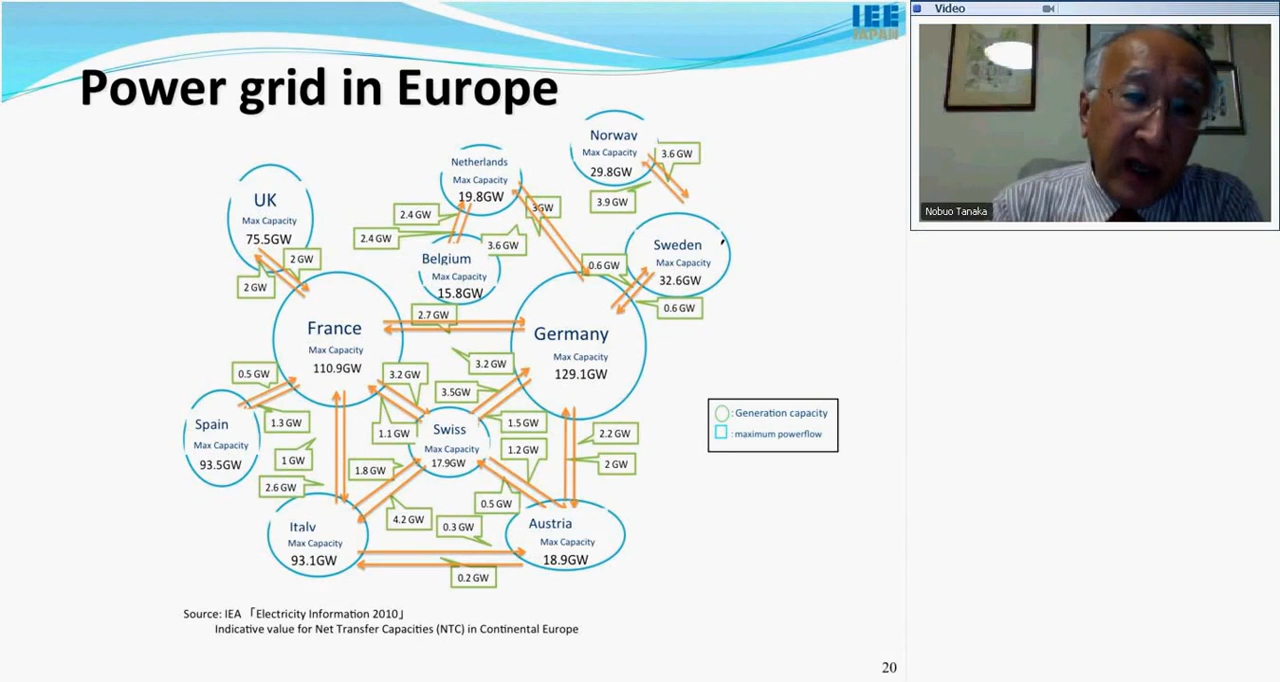 IEE
JAPAN
Video
Power grid in Europe
Nobuo Tanaka
Norway
Max Capacity
29.8GW
3.6 GW
3.9 GW
Netherlands
Max Capacity
19.8GW
UK
Max Capacity
75.5GW
2.4 GW
2.4 GW
3GW
3.6 GW
Belgium
Max Capacity
15.8GW
Sweden
Max Capacity
32.6GW
0.6 GW
0.6 GW
2 GW
2 GW
France
Max Capacity
110.9GW
2.7 GW
3.2 GW
Germany
Max Capacity
129.1GW
0.5 GW
1.3 GW
3.2 GW
1.1 GW
3.5GW
1.5 GW
Spain
Max Capacity
93.5GW
Swiss
Max Capacity
17.9GW
1 GW
2.6 GW
1.8 GW
4.2 GW
1.2 GW
0.5 GW
2.2 GW
2 GW
: Generation capacity
: maximum powerflow
Italy
Max Capacity
93.1GW
0.3 GW
0.2 GW
Austria
Max Capacity
18.9GW
Source: IEA 「Electricity Information 2010」
Indicative value for Net Transfer Capacities (NTC) in Continental Europe
20